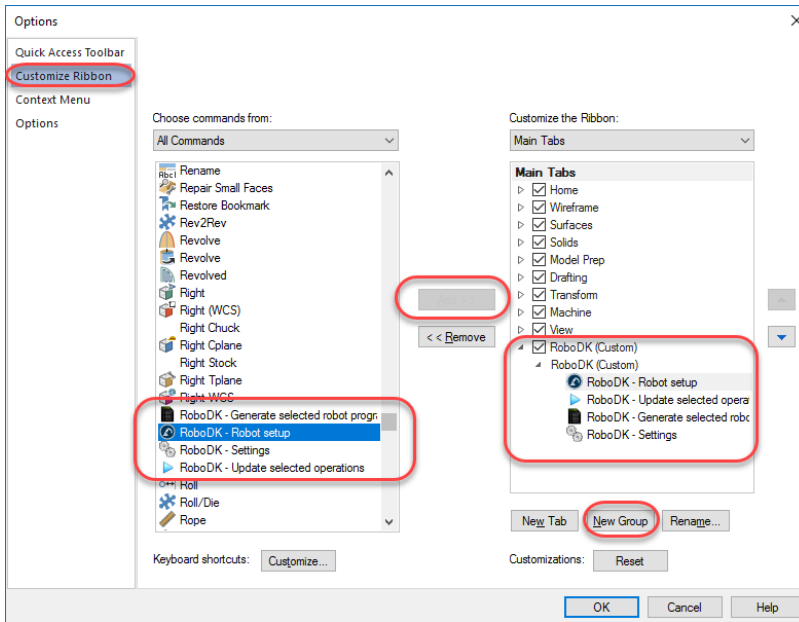 Options
Quick Access Toolbar
Customize Ribbon
Context Menu
Options
Choose commands from:
All Commands
Rename
Repair Small Faces
Restore Bookmark
Rev2Rev
Revolve
Revolve
Revolved
Right
Right (WCS)
Right Chuck
Right Cplane
Right Stock
Right Tplane
Right WCS
RoboDK - Generate selected robot progr
RoboDK - Robot setup
RoboDK - Settings
RoboDK - Update selected operations
Roll
Roll/Die
Rope
Keyboard shortcuts:
Customize...
<< Remove
Customize the Ribbon:
Main Tabs
Main Tabs
Home
Wireframe
Surfaces
Solids
Model Prep
Drafting
Transform
Machine
View
RoboDK (Custom)
RoboDK (Custom)
RoboDK - Robot setup
RoboDK - Update selected opera
RoboDK - Generate selected robc
RoboDK - Settings
New Tab
New Group
Rename...
Customizations:
Reset
OK
Cancel
Help